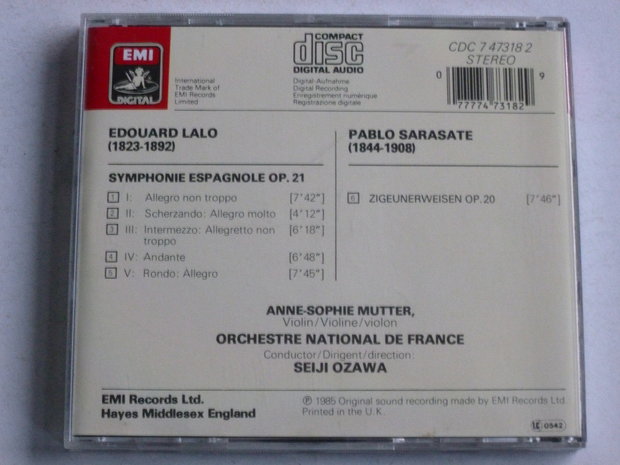 EMI
DIGITAL
International
Trade Mark of
EMI Records
Limited
COMPACT
disc
DIGITAL AUDIO
Digital-Aufnahme
Digital Recording
Enregistrement numérique
Registrazione digitale
CDC 7 47318 2
STEREO
0
77774 73182
9
EDOUARD LALO
(1823-1892)
SYMPHONIE ESPAGNOLE OP. 21
1 I: Allegro non troppo [7'42"]
2 II: Scherzando: Allegro molto [4'12"]
3 III: Intermezzo: Allegretto non [6'18"]
troppo
4 IV: Andante [6'48"]
5 V: Rondo: Allegro [7'45"]
PABLO SARASATE
(1844-1908)
6 ZIGEUNERWEISEN OP. 20 [7'46"]
ANNE-SOPHIE MUTTER,
Violin/Violine/violon
ORCHESTRE NATIONAL DE FRANCE
Conductor/Dirigent/direction:
SEIJI OZAWA
EMI Records Ltd.
Hayes Middlesex England
℗ 1985 Original sound recording made by EMI Records Ltd.
Printed in the U.K.
LC 0542